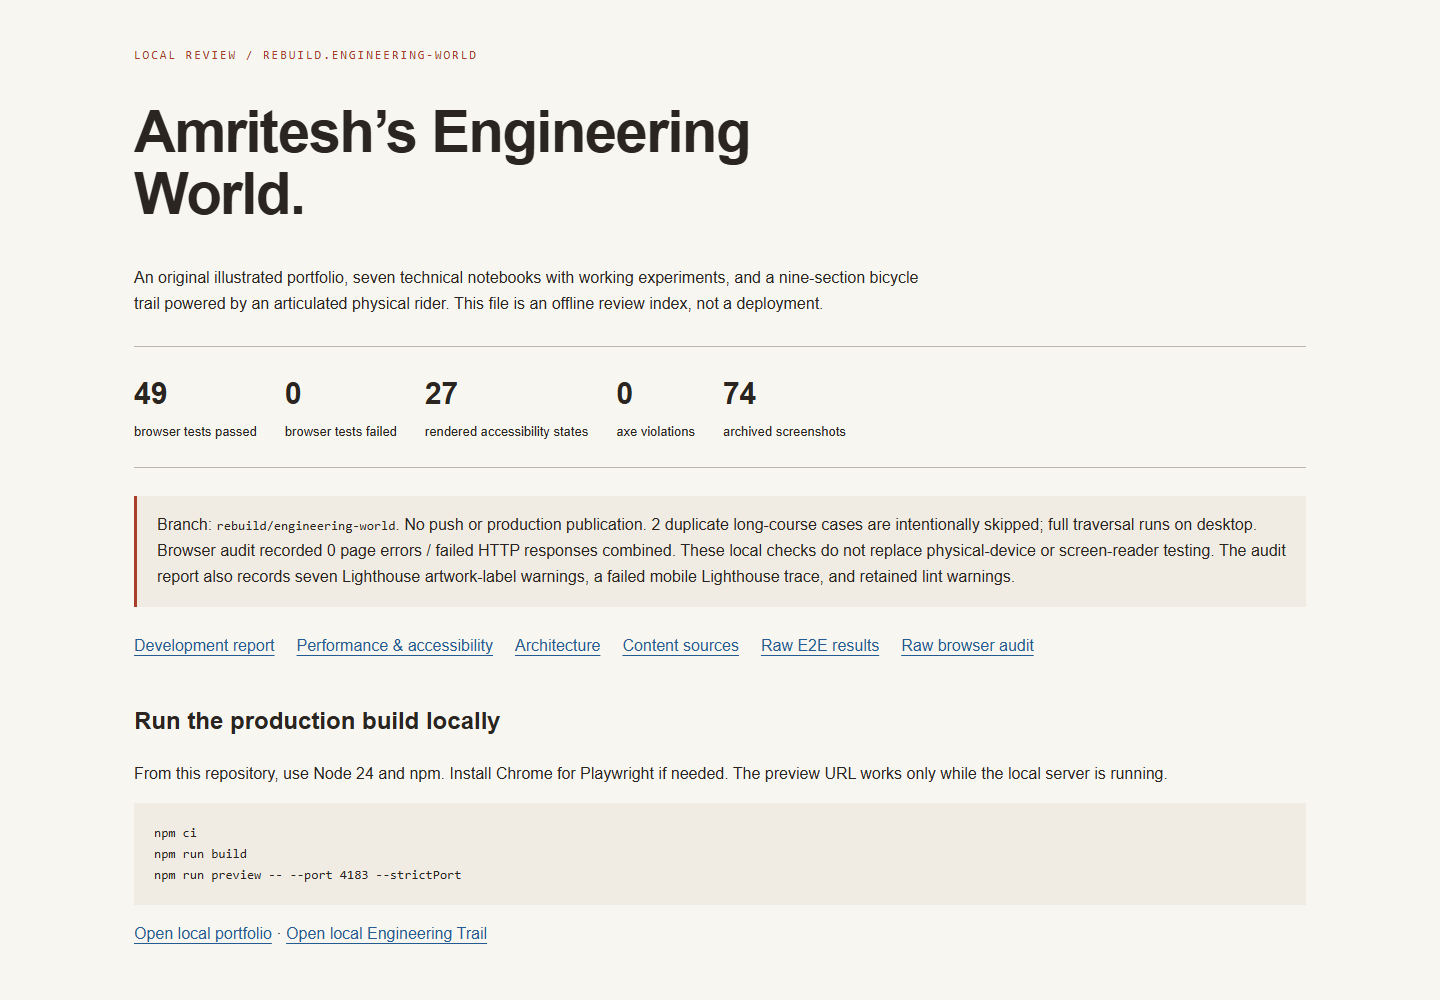 LOCAL REVIEW / REBUILD.ENGINEERING-WORLD
Amritesh’s Engineering
World.
An original illustrated portfolio, seven technical notebooks with working experiments, and a nine-section bicycle
trail powered by an articulated physical rider. This file is an offline review index, not a deployment.
49 0 27 0 74
browser tests passed browser tests failed rendered accessibility states axe violations archived screenshots
Branch: rebuild/engineering-world. No push or production publication. 2 duplicate long-course cases are intentionally skipped; full traversal runs on desktop.
Browser audit recorded 0 page errors / failed HTTP responses combined. These local checks do not replace physical-device or screen-reader testing. The audit
report also records seven Lighthouse artwork-label warnings, a failed mobile Lighthouse trace, and retained lint warnings.
Development report Performance & accessibility Architecture Content sources Raw E2E results Raw browser audit
Run the production build locally
From this repository, use Node 24 and npm. Install Chrome for Playwright if needed. The preview URL works only while the local server is running.
npm ci
npm run build
npm run preview -- --port 4183 --strictPort
Open local portfolio · Open local Engineering Trail